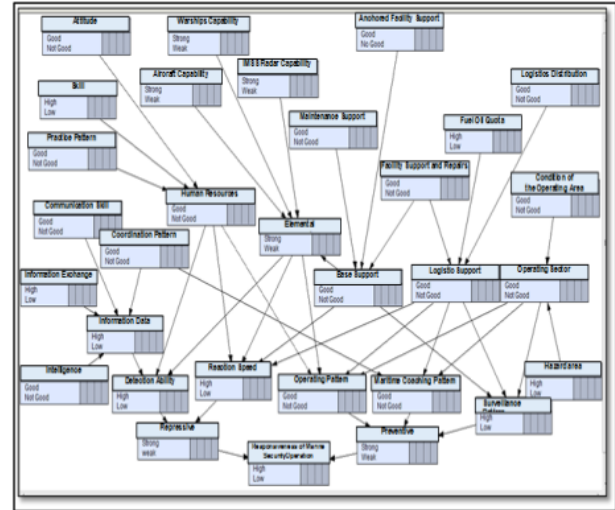 Attitude
Good
Not Good
Warships Capability
Strong
Weak
Anchored Facility Support
Good
No Good
Aircraft Capability
Strong
Weak
IMSS Radar Capability
Strong
Weak
Logistics Distribution
Good
Not Good
Skill
High
Low
Maintenance Support
Good
Not Good
Fuel Oil Quota
High
Low
Practice Pattern
Good
Not Good
Human Resources
Good
Not Good
Facility Support and Repairs
Good
Not Good
Condition of
the Operating Area
Good
Not Good
Communication Skill
Good
Not Good
Coordination Pattern
Good
Not Good
Elemental
Strong
Weak
Information Exchange
High
Low
Base Support
Good
Not Good
Logistic Support
Good
Not Good
Operating Sector
Good
Not Good
Information Data
High
Low
Intelligence
Good
Not Good
Detection Ability
High
Low
Reaction Speed
High
Low
Operating Pattern
Good
Not Good
Maritime Coaching Pattern
Good
Not Good
Hazard area
High
Low
Surveillance
High
Low
Repressive
Strong
weak
Responsiveness of Marine
Security Operation
High
Low
Preventive
Strong
Weak